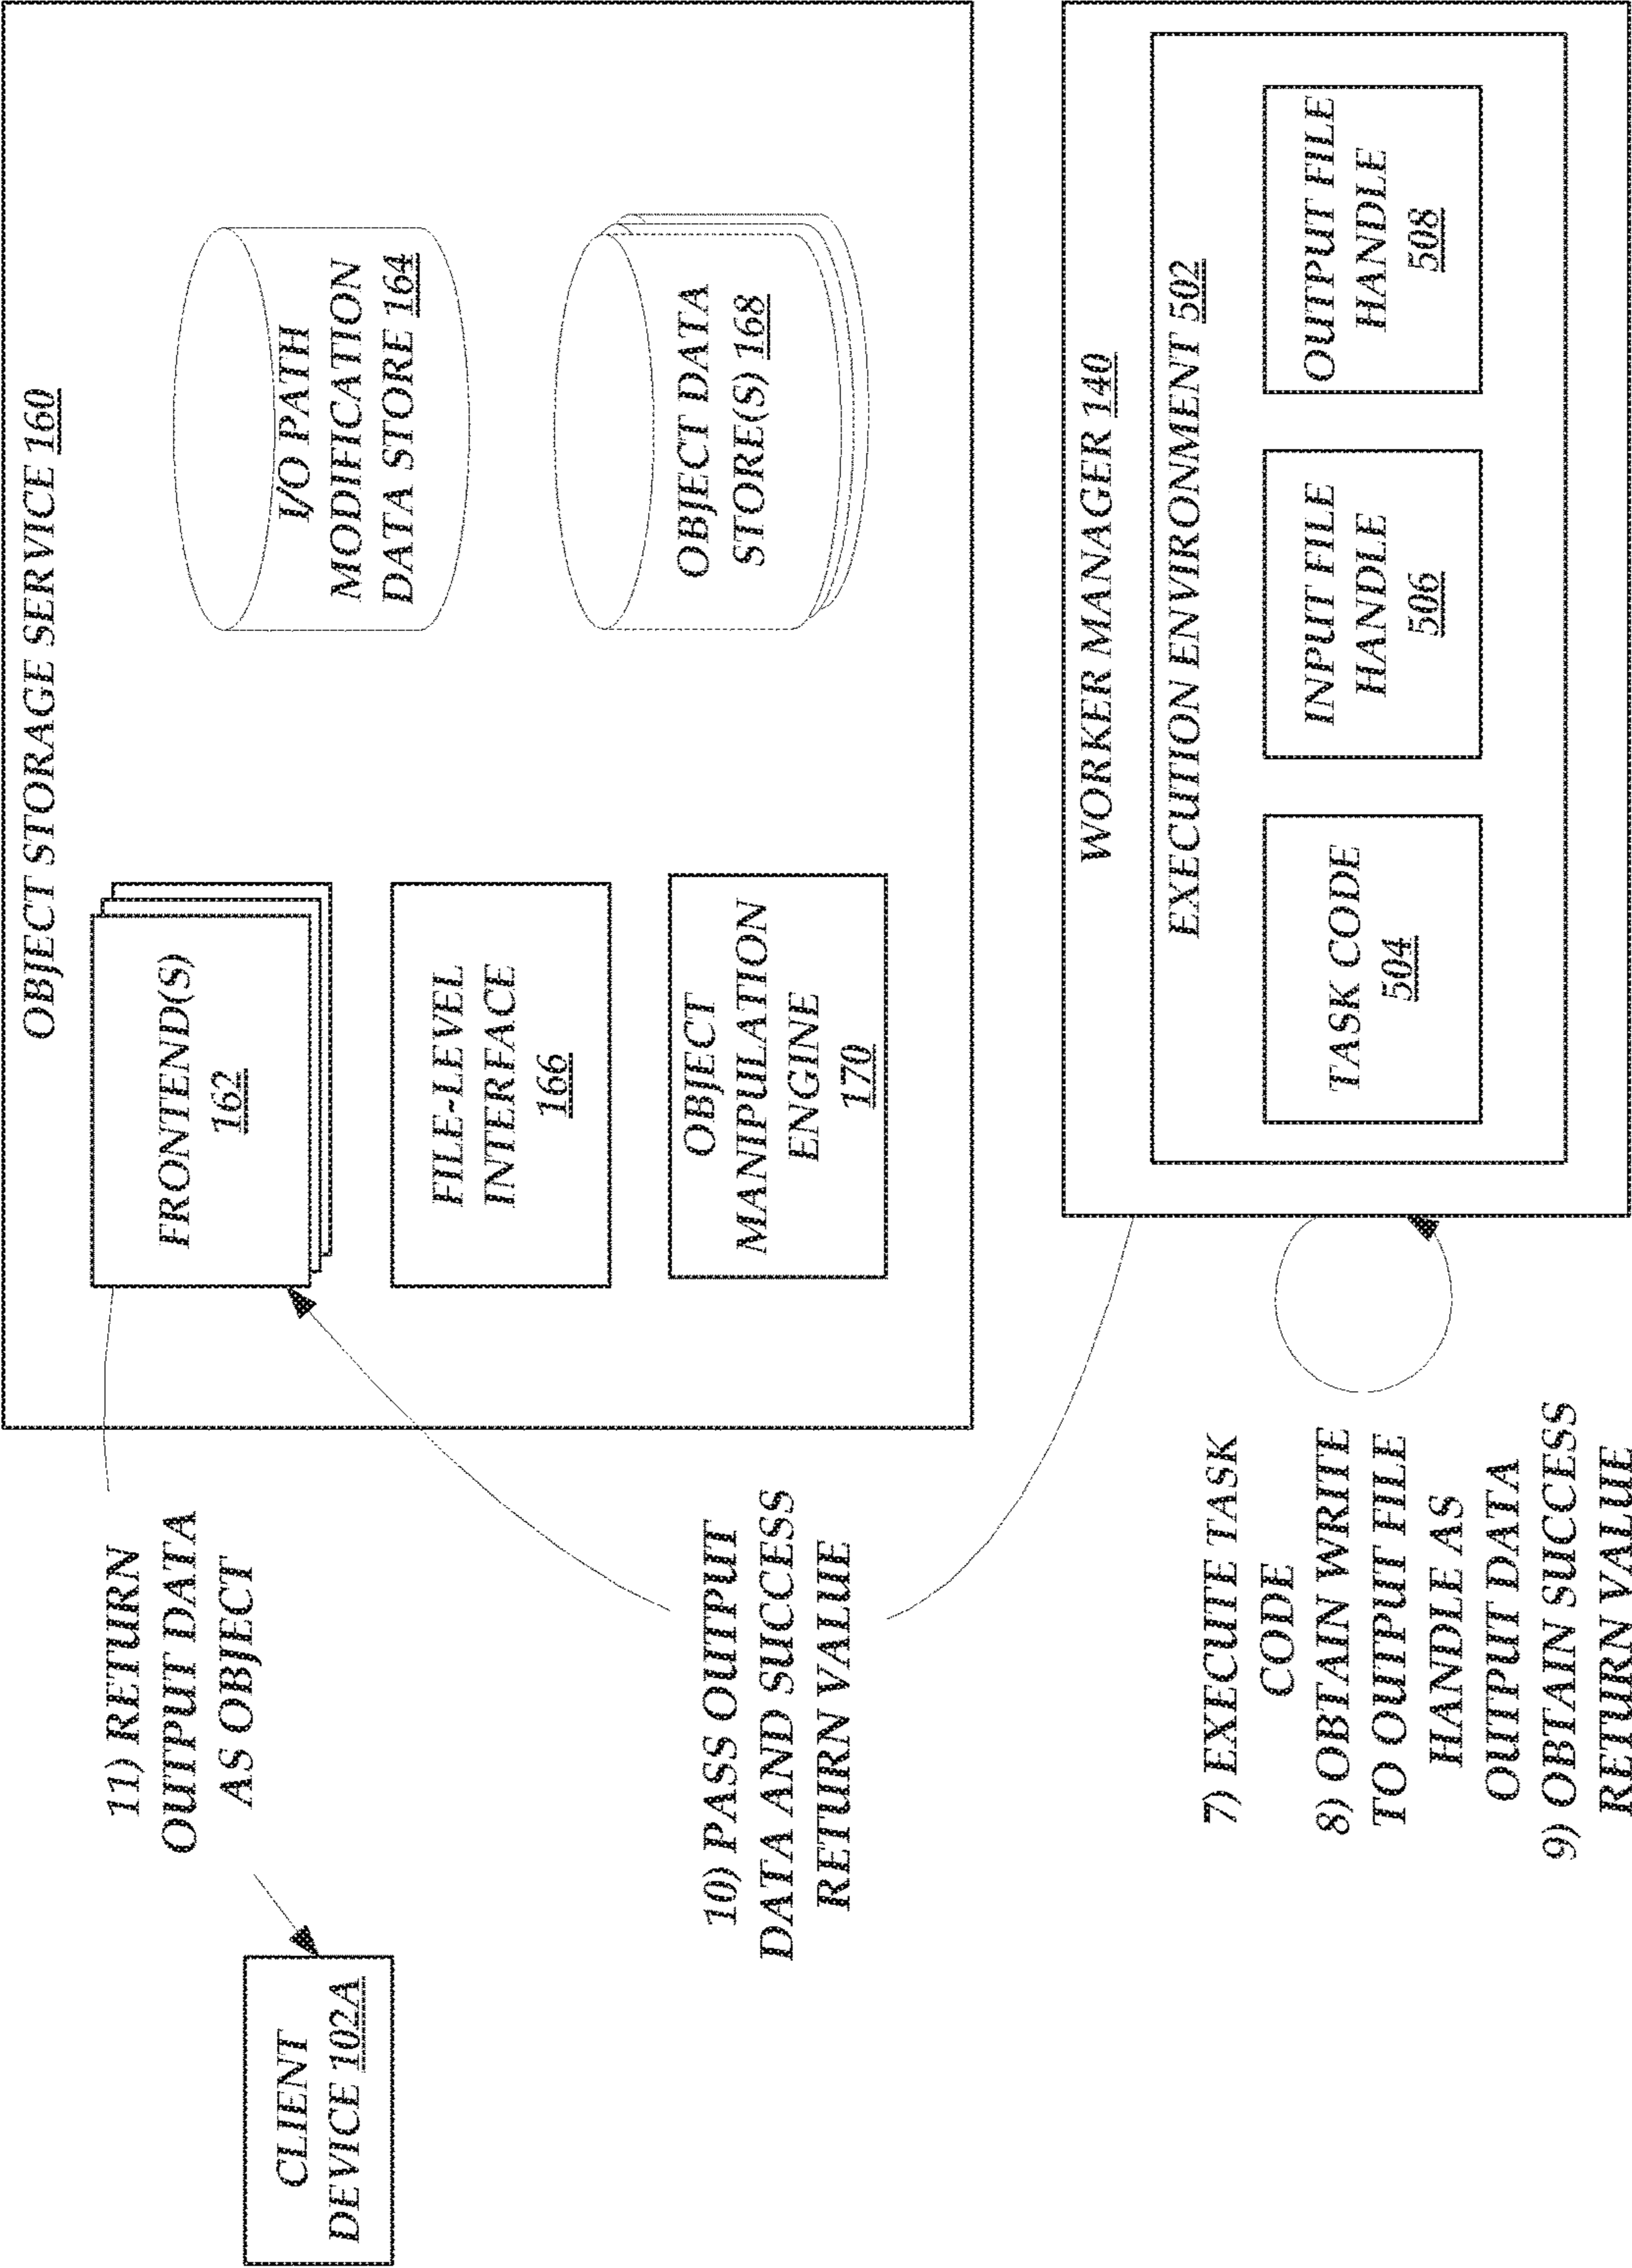 OBJECT STORAGE SERVICE 160
FRONTEND(S)
162
I/O PATH
MODIFICATION
DATA STORE 164
FILE-LEVEL
INTERFACE
166
OBJECT DATA
STORE(S) 168
OBJECT
MANIPULATION
ENGINE
170
11) RETURN
OUTPUT DATA
AS OBJECT
CLIENT
DEVICE 102A
10) PASS OUTPUT
DATA AND SUCCESS
RETURN VALUE
WORKER MANAGER 140
EXECUTION ENVIRONMENT 502
TASK CODE
504
INPUT FILE
HANDLE
506
OUTPUT FILE
HANDLE
508
7) EXECUTE TASK
CODE
8) OBTAIN WRITE
TO OUTPUT FILE
HANDLE AS
OUTPUT DATA
9) OBTAIN SUCCESS
RETURN VALUE